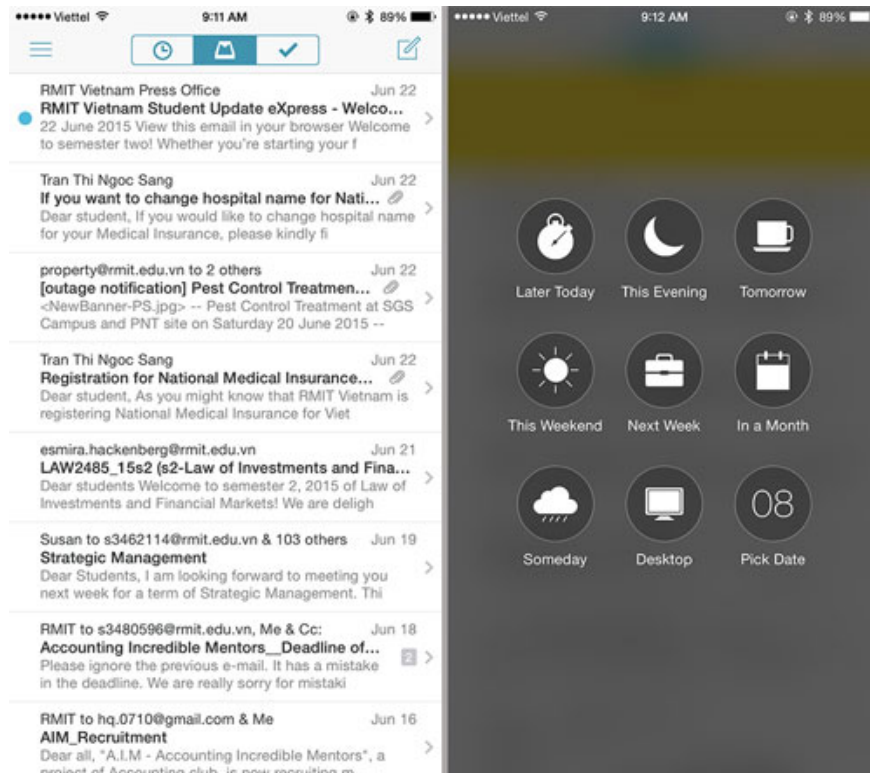 Viettel 9:11 AM 89%
RMIT Vietnam Press Office Jun 22
RMIT Vietnam Student Update eXpress - Welco...
22 June 2015 View this email in your browser Welcome
to semester two! Whether you're starting your f
Tran Thi Ngoc Sang Jun 22
If you want to change hospital name for Nati...
Dear student, If you would like to change hospital name
for your Medical Insurance, please kindly fi
property@rmit.edu.vn to 2 others Jun 22
[outage notification] Pest Control Treatmen...
<NewBanner-PS.jpg> -- Pest Control Treatment at SGS
Campus and PNT site on Saturday 20 June 2015 --
Tran Thi Ngoc Sang Jun 22
Registration for National Medical Insurance...
Dear student, As you might know that RMIT Vietnam is
registering National Medical Insurance for Viet
esmira.hackenberg@rmit.edu.vn Jun 21
LAW2485_15s2 (s2-Law of Investments and Fina...
Dear students Welcome to semester 2, 2015 of Law of
Investments and Financial Markets! We are deligh
Susan to s3462114@rmit.edu.vn & 103 others Jun 19
Strategic Management
Dear Students, I am looking forward to meeting you
next week for a term of Strategic Management. Thi
RMIT to s3480596@rmit.edu.vn, Me & Cc: Jun 18
Accounting Incredible Mentors__Deadline of...
Please ignore the previous e-mail. It has a mistake 2
in the deadline. We are really sorry for mistaki
RMIT to hq.0710@gmail.com & Me Jun 16
AIM_Recruitment
Dear all, "A.I.M - Accounting Incredible Mentors", a
project of Accounting club, is now recruiting m
Viettel 9:12 AM 89%
Later Today This Evening Tomorrow
This Weekend Next Week In a Month
08
Someday Desktop Pick Date